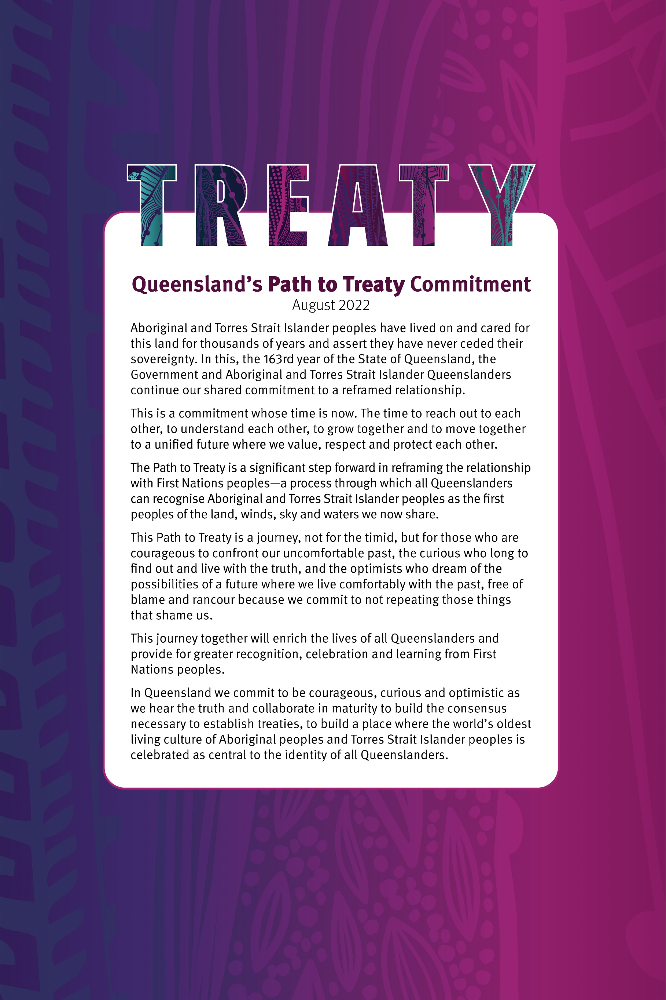 TREATY
Queensland’s Path to Treaty Commitment
August 2022
Aboriginal and Torres Strait Islander peoples have lived on and cared for
this land for thousands of years and assert they have never ceded their
sovereignty. In this, the 163rd year of the State of Queensland, the
Government and Aboriginal and Torres Strait Islander Queenslanders
continue our shared commitment to a reframed relationship.
This is a commitment whose time is now. The time to reach out to each
other, to understand each other, to grow together and to move together
to a unified future where we value, respect and protect each other.
The Path to Treaty is a significant step forward in reframing the relationship
with First Nations peoples—a process through which all Queenslanders
can recognise Aboriginal and Torres Strait Islander peoples as the first
peoples of the land, winds, sky and waters we now share.
This Path to Treaty is a journey, not for the timid, but for those who are
courageous to confront our uncomfortable past, the curious who long to
find out and live with the truth, and the optimists who dream of the
possibilities of a future where we live comfortably with the past, free of
blame and rancour because we commit to not repeating those things
that shame us.
This journey together will enrich the lives of all Queenslanders and
provide for greater recognition, celebration and learning from First
Nations peoples.
In Queensland we commit to be courageous, curious and optimistic as
we hear the truth and collaborate in maturity to build the consensus
necessary to establish treaties, to build a place where the world’s oldest
living culture of Aboriginal peoples and Torres Strait Islander peoples is
celebrated as central to the identity of all Queenslanders.